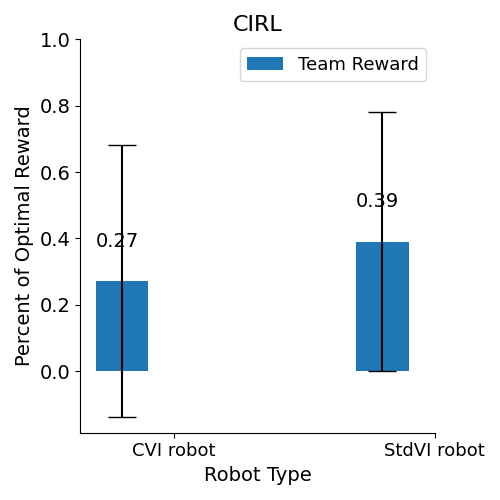 CIRL
Team Reward
Percent of Optimal Reward
1.0
0.8
0.6
0.4
0.2
0.0
0.27
0.39
CVI robot
StdVI robot
Robot Type